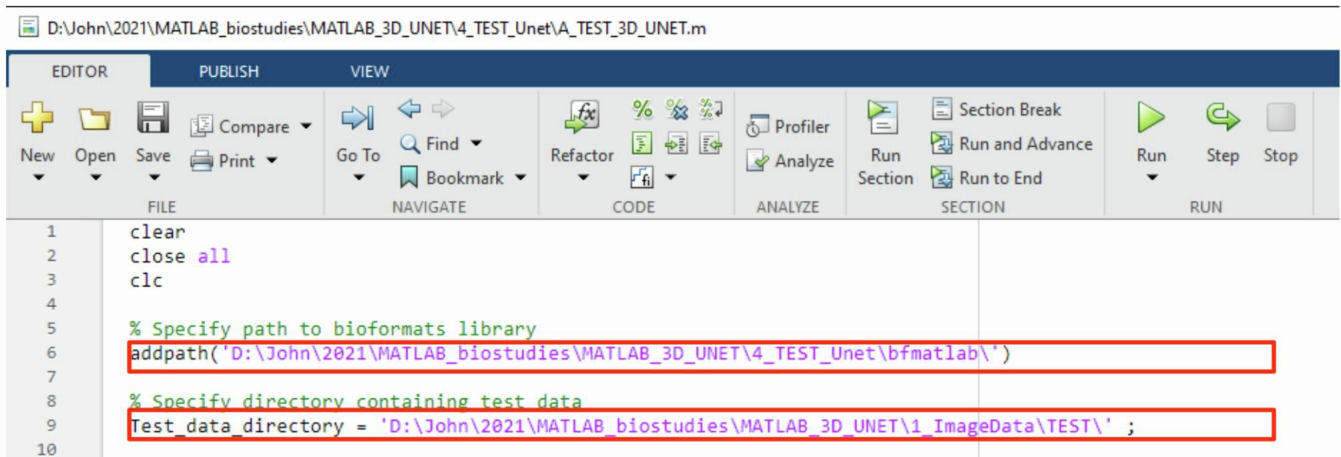 D:\John\2021\MATLAB_biostudies\MATLAB_3D_UNET\4_TEST_Unet\A_TEST_3D_UNET.m
EDITOR PUBLISH VIEW
New Open Save Compare Print
Go To Find Bookmark
Refactor
fx
fi
Profiler
Analyze
Run Section
Section Break
Run and Advance
Run to End
Run Step Stop
FILE NAVIGATE CODE ANALYZE SECTION RUN
1 clear
2 close all
3 clc
4
5 % Specify path to bioformats library
6 addpath('D:\John\2021\MATLAB_biostudies\MATLAB_3D_UNET\4_TEST_Unet\bfmatlab\')
7
8 % Specify directory containing test data
9 Test_data_directory = 'D:\John\2021\MATLAB_biostudies\MATLAB_3D_UNET\1_ImageData\TEST\' ;
10